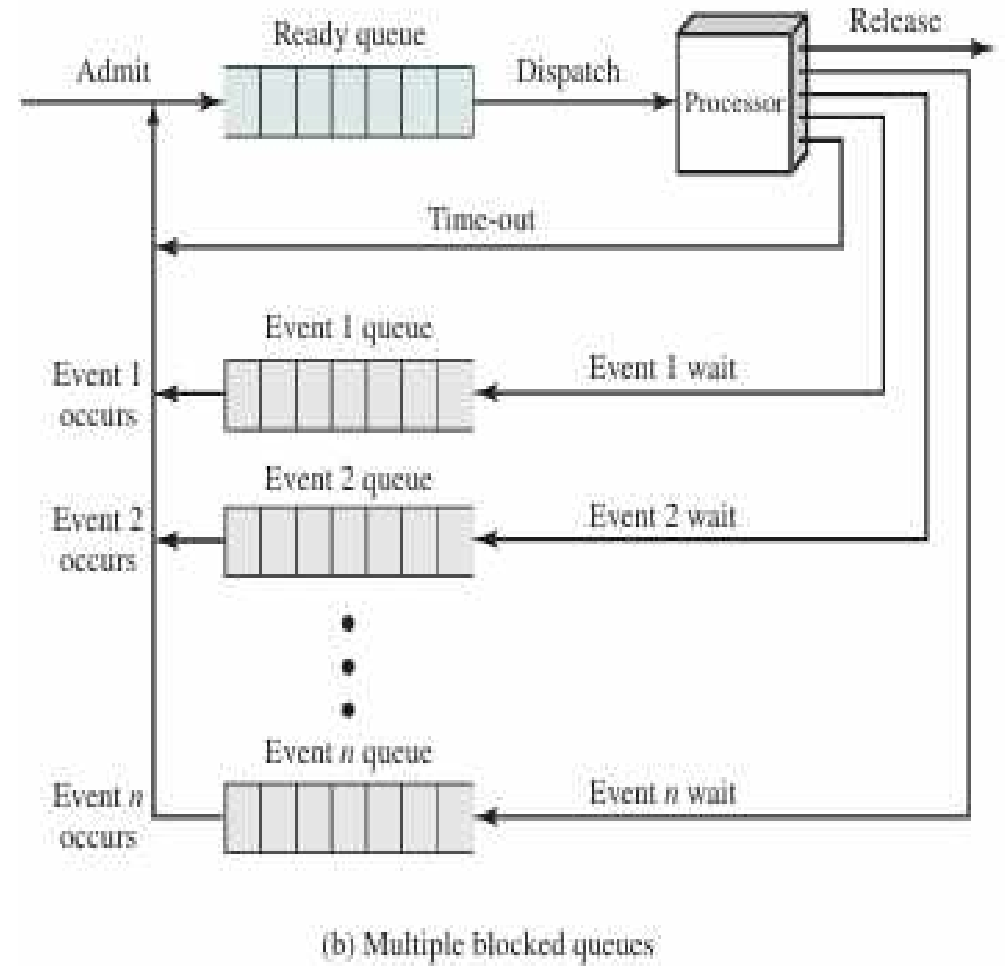 Release
Ready queue
Admit
Dispatch
Processor
Time-out
Event 1 queue
Event 1
occurs
Event 1 wait
Event 2 queue
Event 2
occurs
Event 2 wait
Event n queue
Event n
occurs
Event n wait
(b) Multiple blocked queues